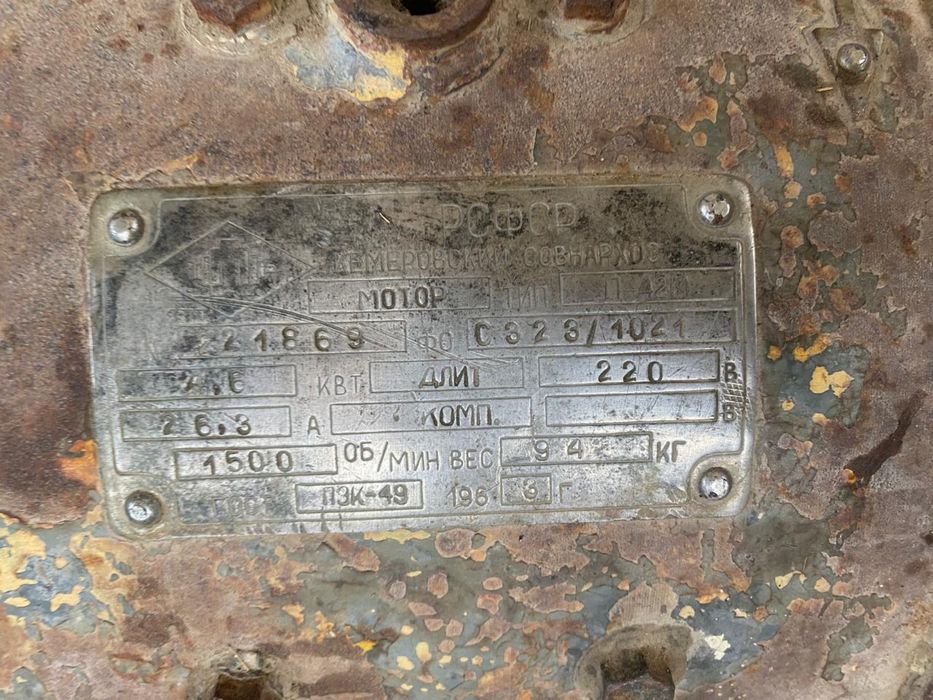 РСФСР
КЕМЕРОВСКИЙ СОВНАРХОЗ
МОТОР ТИП П 42
21869 ФО С323/1021
КВТ ДЛИТ 220 В
26.3 А КОМП. В
1500 ОБ/МИН ВЕС 94 КГ
ПЭК-49 196 3 Г.